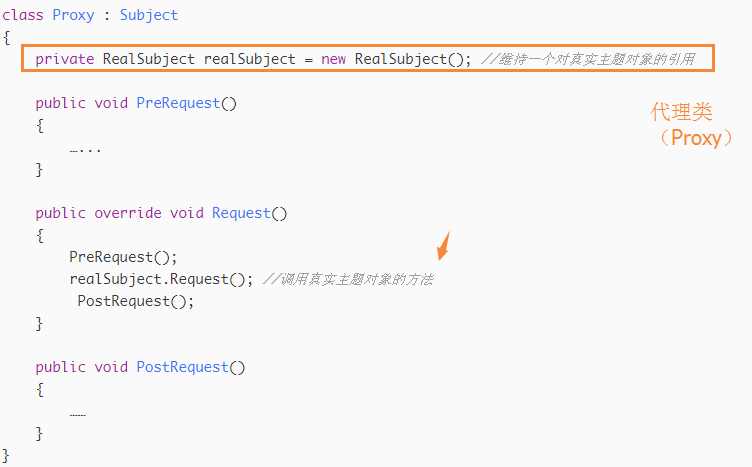 class Proxy : Subject
{
private RealSubject realSubject = new RealSubject(); //维持一个对真实主题对象的引用
public void PreRequest()
{
…...
}
代理类
（Proxy）
public override void Request()
{
PreRequest();
realSubject.Request(); //调用真实主题对象的方法
PostRequest();
}
public void PostRequest()
{
……
}
}